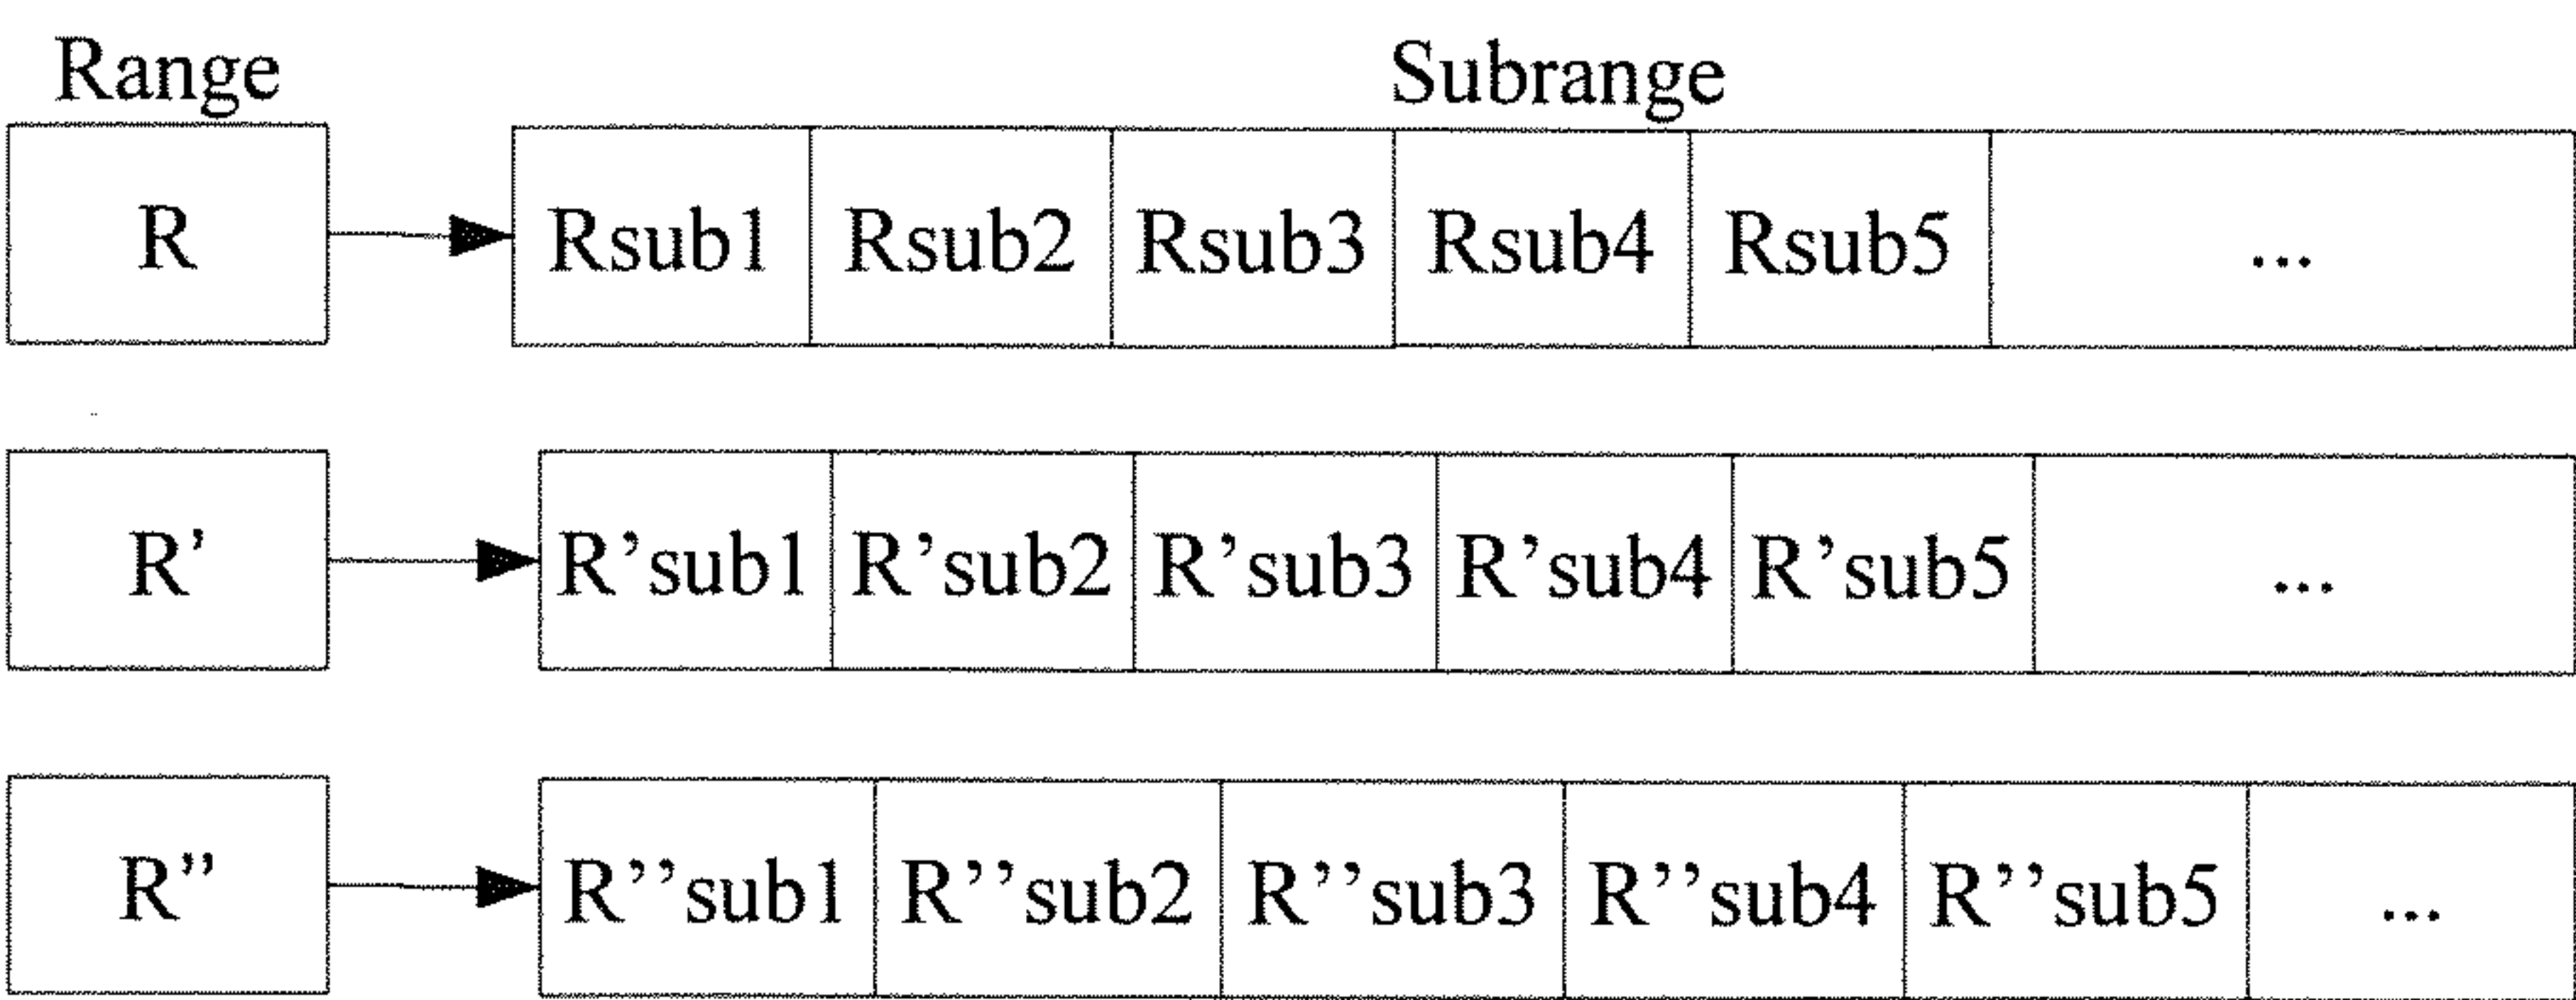 Range Subrange
R Rsub1 Rsub2 Rsub3 Rsub4 Rsub5 ...
R’ R’sub1 R’sub2 R’sub3 R’sub4 R’sub5 ...
R’’ R’’sub1 R’’sub2 R’’sub3 R’’sub4 R’’sub5 ...